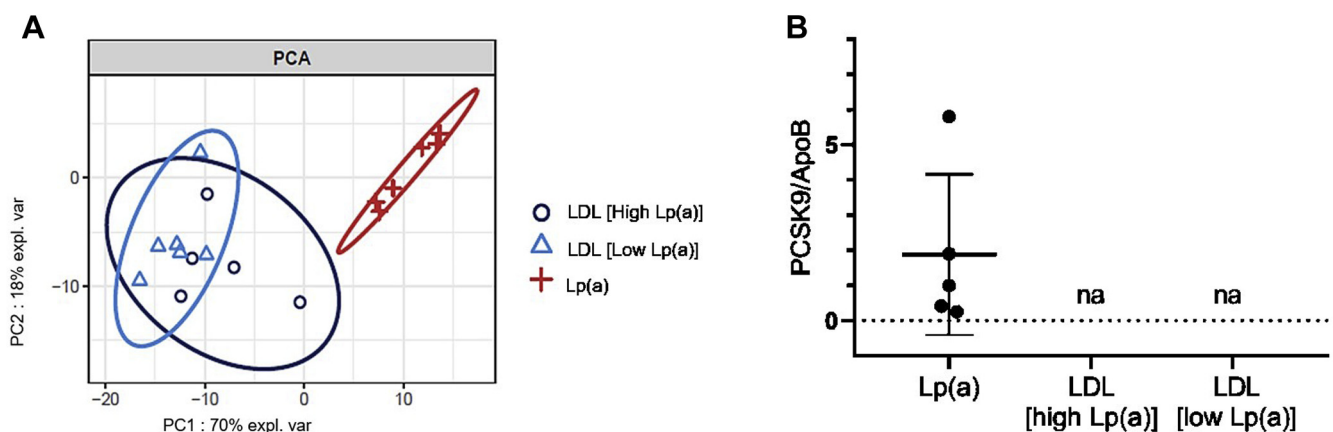 A
PCA
0
−10
−20
−10
0
10
PC2 : 18% expl. var
PC1 : 70% expl. var
LDL [High Lp(a)]
LDL [Low Lp(a)]
Lp(a)
B
PCSK9/ApoB
5
0
na
na
Lp(a)
LDL
[high Lp(a)]
LDL
[low Lp(a)]